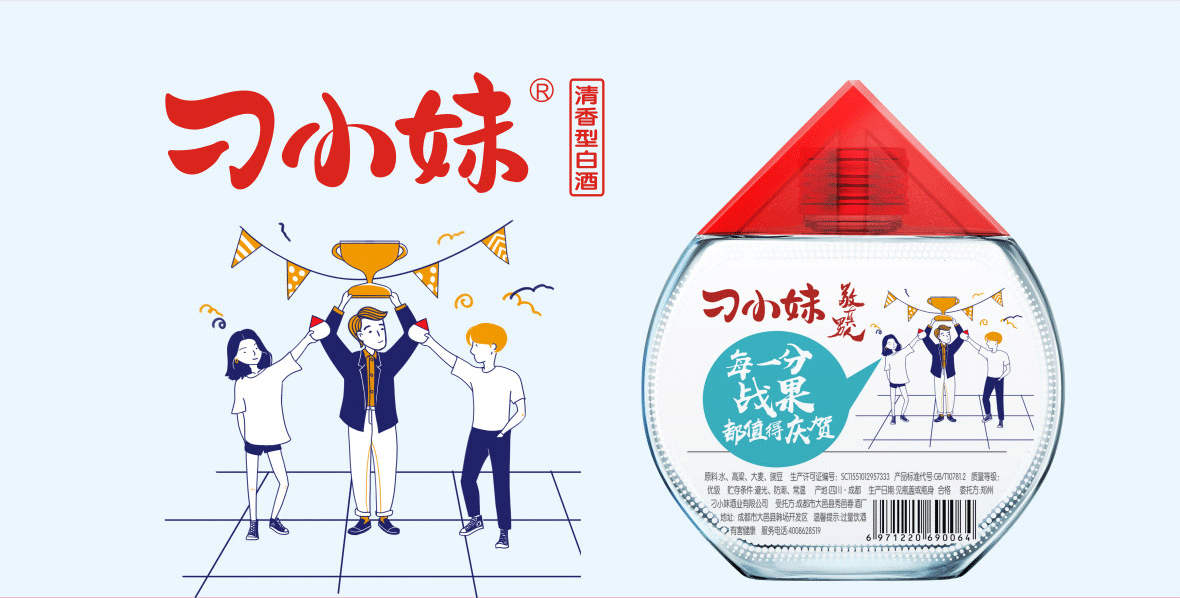 刁小妹®
清香型白酒
刁小妹
敬兢
每一分
战果
都值得庆贺
原料:水、高粱、大麦、豌豆 生产许可证编号:SC11551012957333 产品标准代号:GB/T10781.2 质量等级:
优级 贮存条件:避光、防潮、常温 产地:四川·成都 生产日期:见瓶盖或瓶身 合格 委托方:郑州
刁小妹酒业有限公司 受托方:成都市大邑县秀邑春酒厂
地址: 成都市大邑县韩场开发区 温馨提示:过量饮酒
有害健康 服务电话:4008628519
6 971220 690064